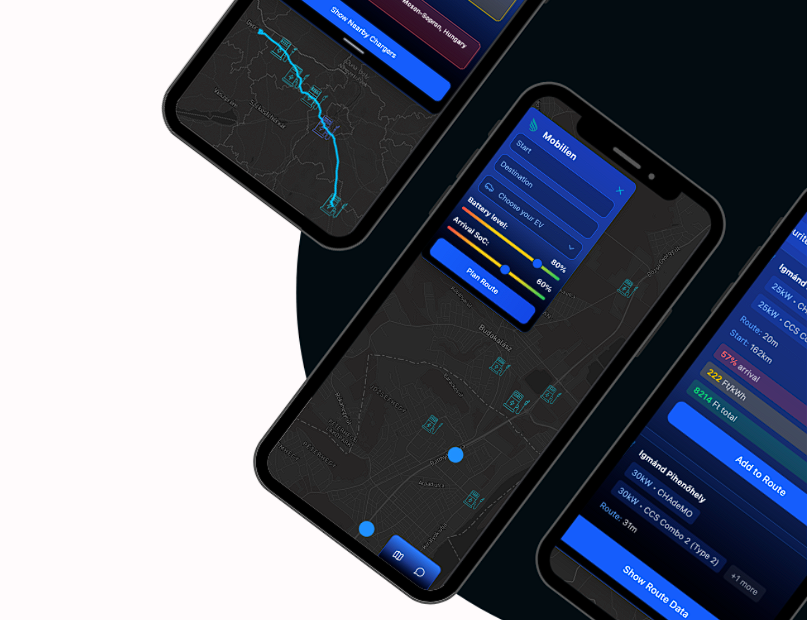 Moson-Sopron, Hungary
Show Nearby Chargers
Mobilien
Start
Destination
Choose your EV
Battery level:
80%
Arrival SoC:
60%
Plan Route
Budakalász
Igmánd
25kW • CH
25kW • CCS Co
Route: 20m
Start: 162km
57% arrival
222 Ft/kWh
8214 Ft total
Add to Route
Igmánd Pihenőhely
30kW • CHAdeMO
30kW • CCS Combo 2 (Type 2)
+1 more
Route: 31m
Show Route Data